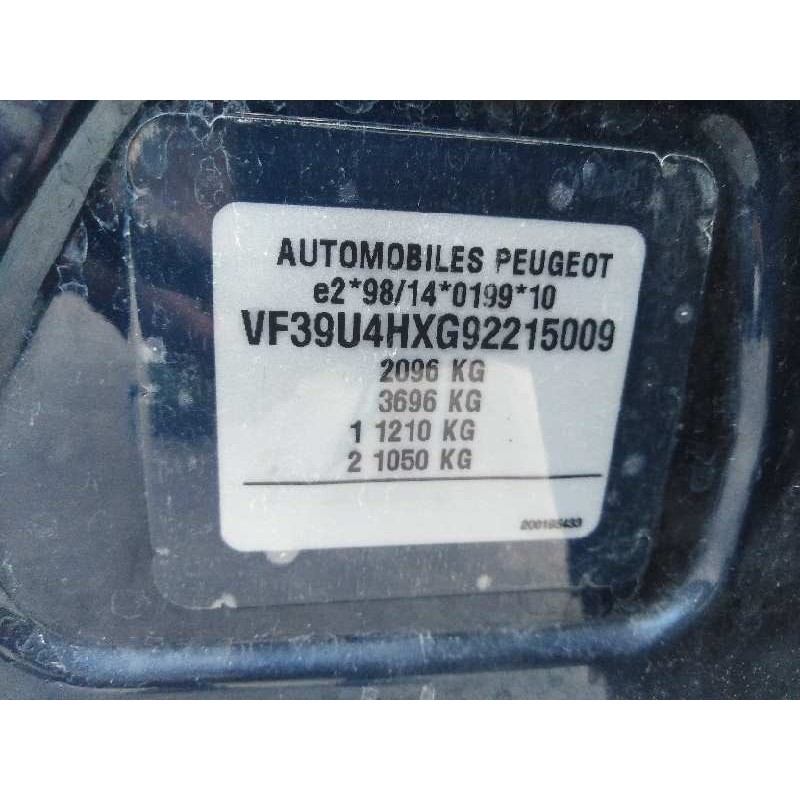 AUTOMOBILES PEUGEOT
e2*98/14*0199*10
VF39U4HXG92215009
2096 KG
3696 KG
1 1210 KG
2 1050 KG